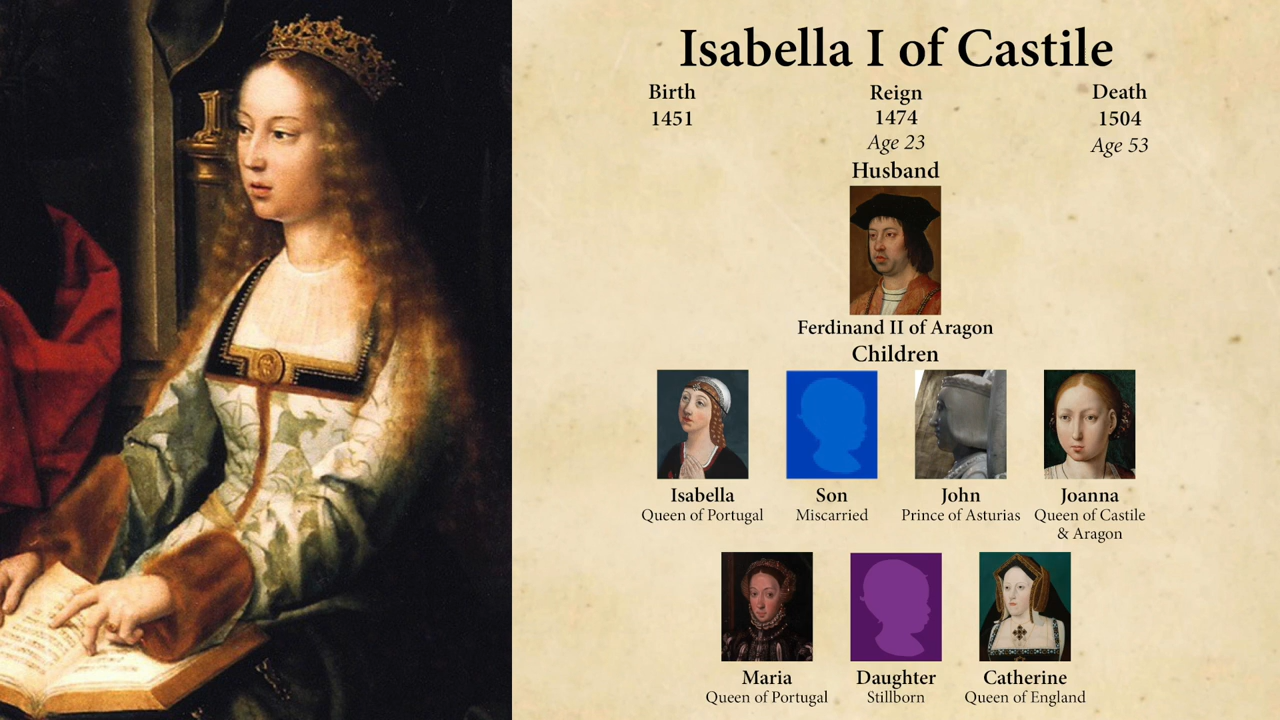 Isabella I of Castile
Birth
1451
Reign
1474
Age 23
Death
1504
Age 53
Husband
Ferdinand II of Aragon
Children
Isabella
Queen of Portugal
Son
Miscarried
John
Prince of Asturias
Joanna
Queen of Castile
& Aragon
Maria
Queen of Portugal
Daughter
Stillborn
Catherine
Queen of England